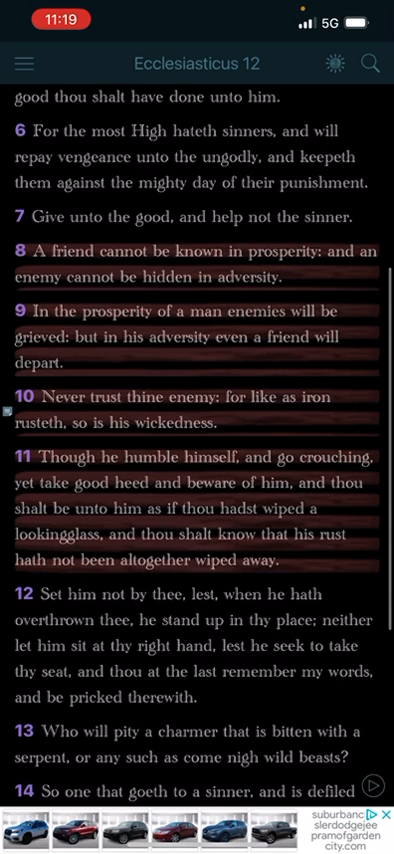 11:19
5G
Ecclesiasticus 12
good thou shalt have done unto him.
6 For the most High hateth sinners, and will
repay vengeance unto the ungodly, and keepeth
them against the mighty day of their punishment.
7 Give unto the good, and help not the sinner.
8 A friend cannot be known in prosperity: and an
enemy cannot be hidden in adversity.
9 In the prosperity of a man enemies will be
grieved: but in his adversity even a friend will
depart.
10 Never trust thine enemy: for like as iron
rusteth, so is his wickedness.
11 Though he humble himself, and go crouching,
yet take good heed and beware of him, and thou
shalt be unto him as if thou hadst wiped a
lookingglass, and thou shalt know that his rust
hath not been altogether wiped away.
12 Set him not by thee, lest, when he hath
overthrown thee, he stand up in thy place; neither
let him sit at thy right hand, lest he seek to take
thy seat, and thou at the last remember my words,
and be pricked therewith.
13 Who will pity a charmer that is bitten with a
serpent, or any such as come nigh wild beasts?
14 So one that goeth to a sinner, and is defiled
suburbanc
slerdodgejee
pramofgarden
city.com